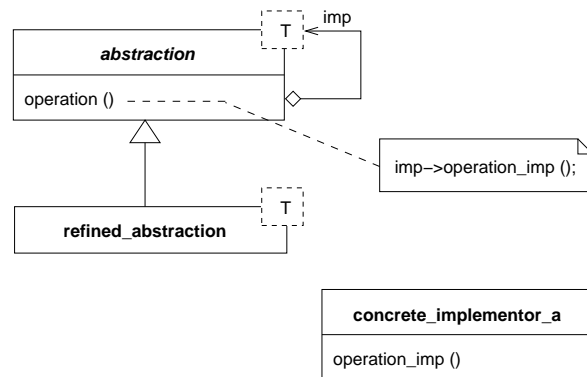 imp
T
abstraction
operation ()
imp->operation_imp ();
T
refined_abstraction
concrete_implementor_a
operation_imp ()